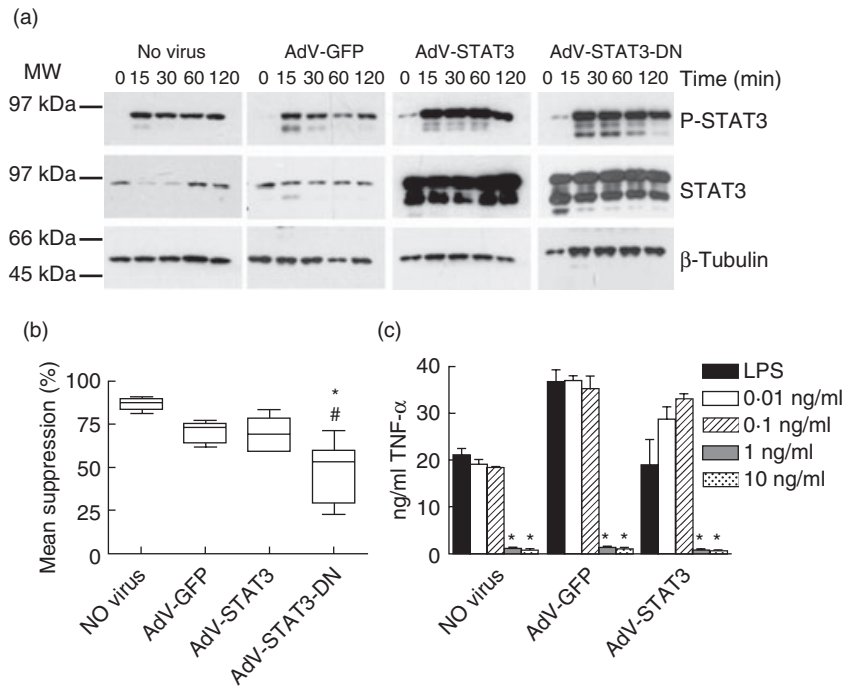 (a)
No virus AdV-GFP AdV-STAT3 AdV-STAT3-DN
MW 0 15 30 60 120 0 15 30 60 120 0 15 30 60 120 0 15 30 60 120 Time (min)
97 kDa P-STAT3
97 kDa STAT3
66 kDa
45 kDa β-Tubulin
(b)
Mean suppression (%)
100
75
50
25
0
*
#
NO virus AdV-GFP AdV-STAT3 AdV-STAT3-DN
(c)
ng/ml TNF-α
40
30
20
10
0
* * * * * *
NO virus AdV-GFP AdV-STAT3
LPS
0·01 ng/ml
0·1 ng/ml
1 ng/ml
10 ng/ml